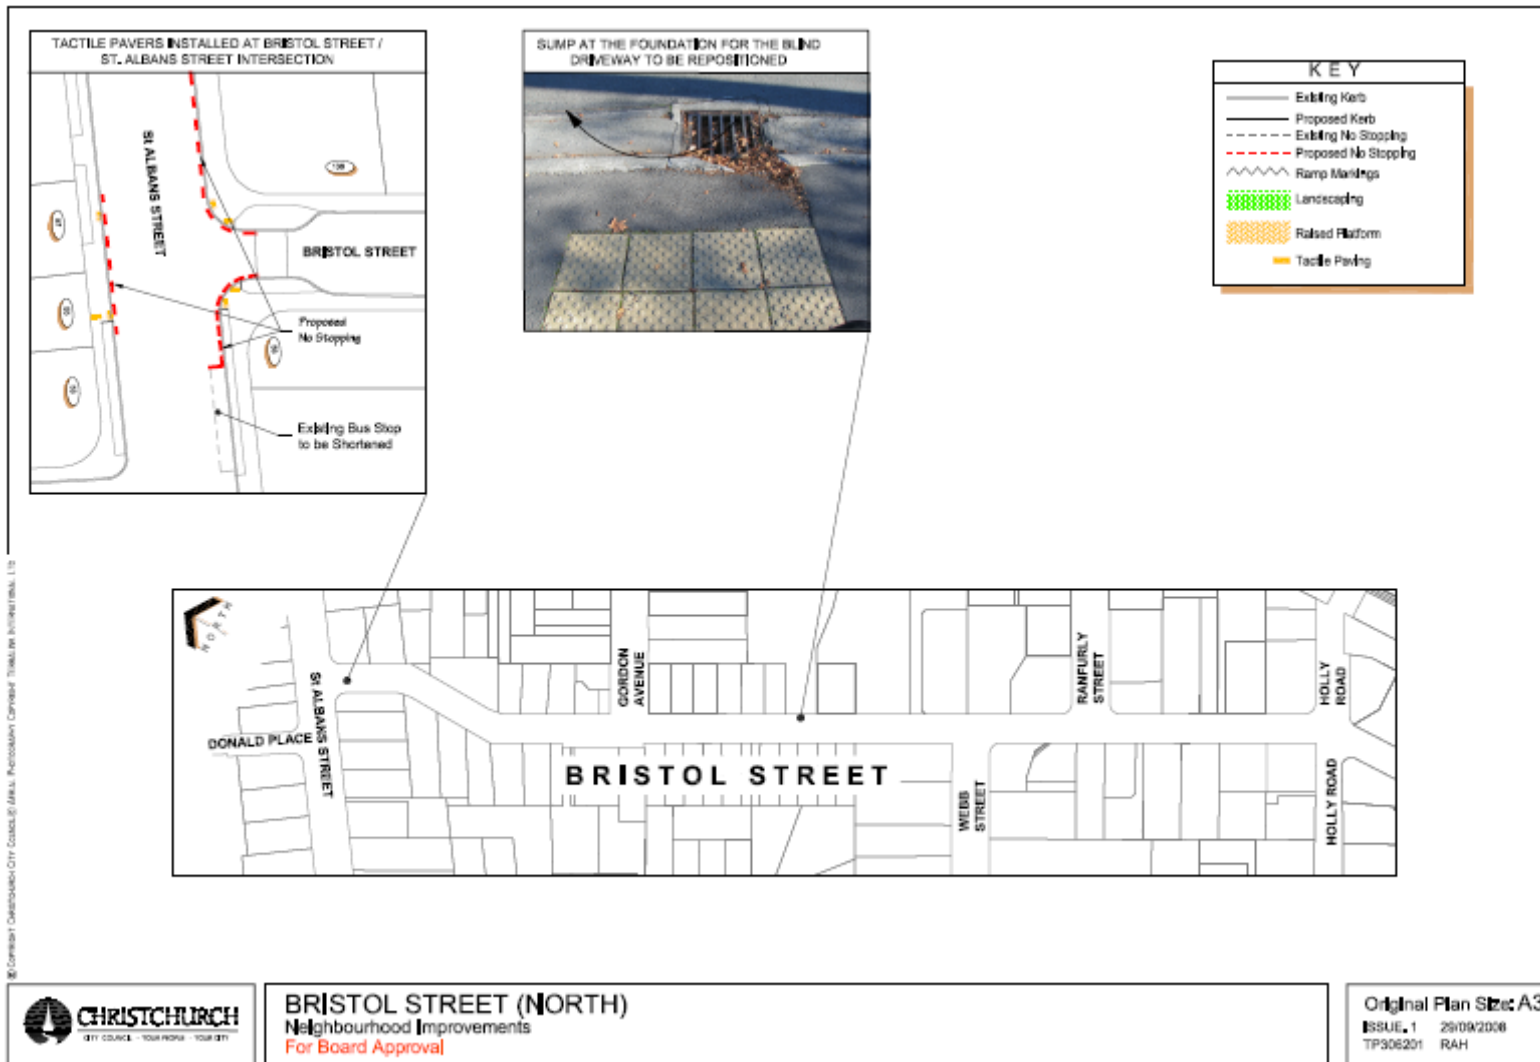 TACTILE PAVERS INSTALLED AT BRISTOL STREET /
ST. ALBANS STREET INTERSECTION
St ALBANS STREET
BRISTOL STREET
Proposed
No Stopping
Existing Bus Stop
to be Shortened
SUMP AT THE FOUNDATION FOR THE BLIND
DRIVEWAY TO BE REPOSITIONED
KEY
Existing Kerb
Proposed Kerb
Existing No Stopping
Proposed No Stopping
Ramp Markings
Landscaping
Raised Platform
Tactile Paving
NORTH
St ALBANS STREET
DONALD PLACE
GORDON
AVENUE
BRISTOL STREET
WEBB
STREET
RANFURLY
STREET
HOLLY
ROAD
HOLLY ROAD
CHRISTCHURCH
CITY COUNCIL · YOUR PEOPLE · YOUR CITY
BRISTOL STREET (NORTH)
Neighbourhood Improvements
For Board Approval
Original Plan Size: A3
ISSUE. 1 29/09/2008
TP306201 RAH